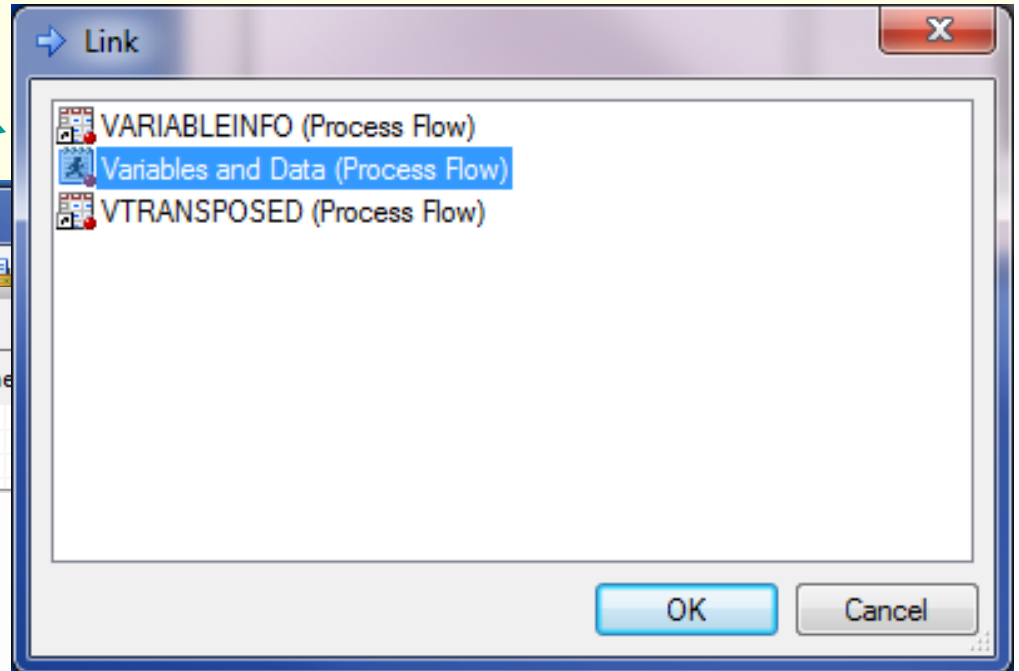 Link
VARIABLEINFO (Process Flow)
Variables and Data (Process Flow)
VTRANSPOSED (Process Flow)
OK
Cancel